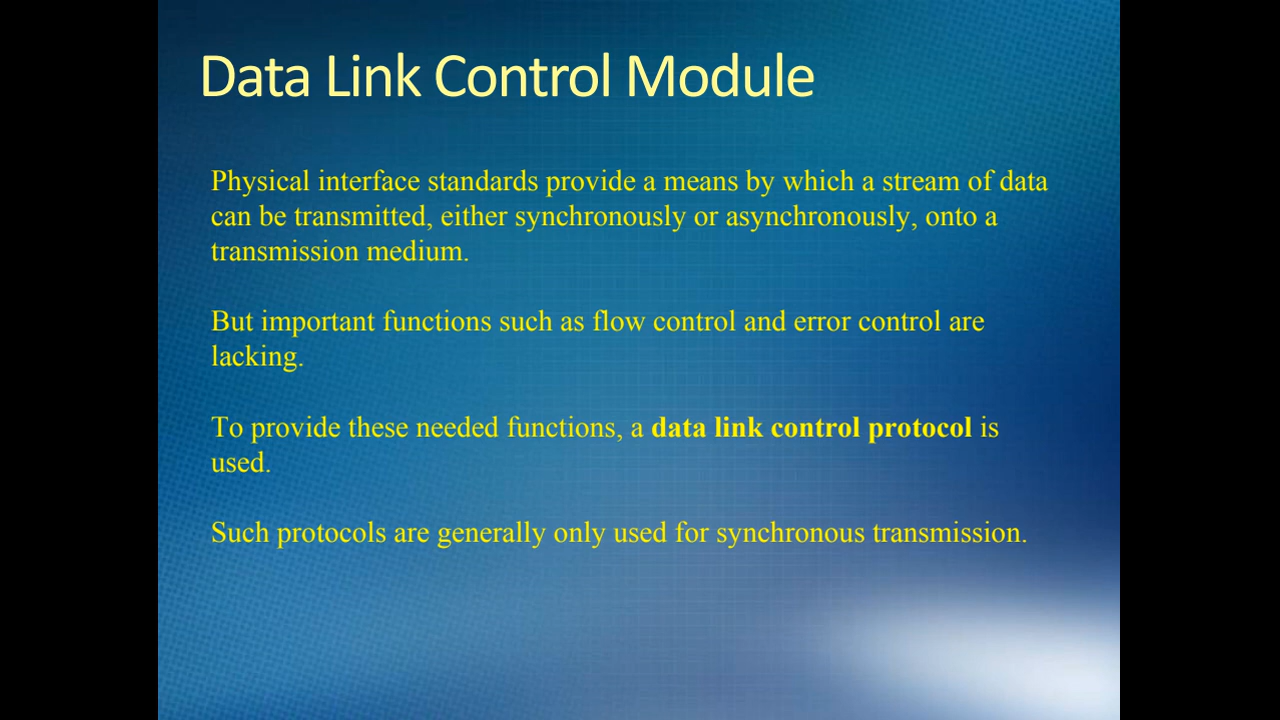 Data Link Control Module
Physical interface standards provide a means by which a stream of data
can be transmitted, either synchronously or asynchronously, onto a
transmission medium.
But important functions such as flow control and error control are
lacking.
To provide these needed functions, a data link control protocol is
used.
Such protocols are generally only used for synchronous transmission.